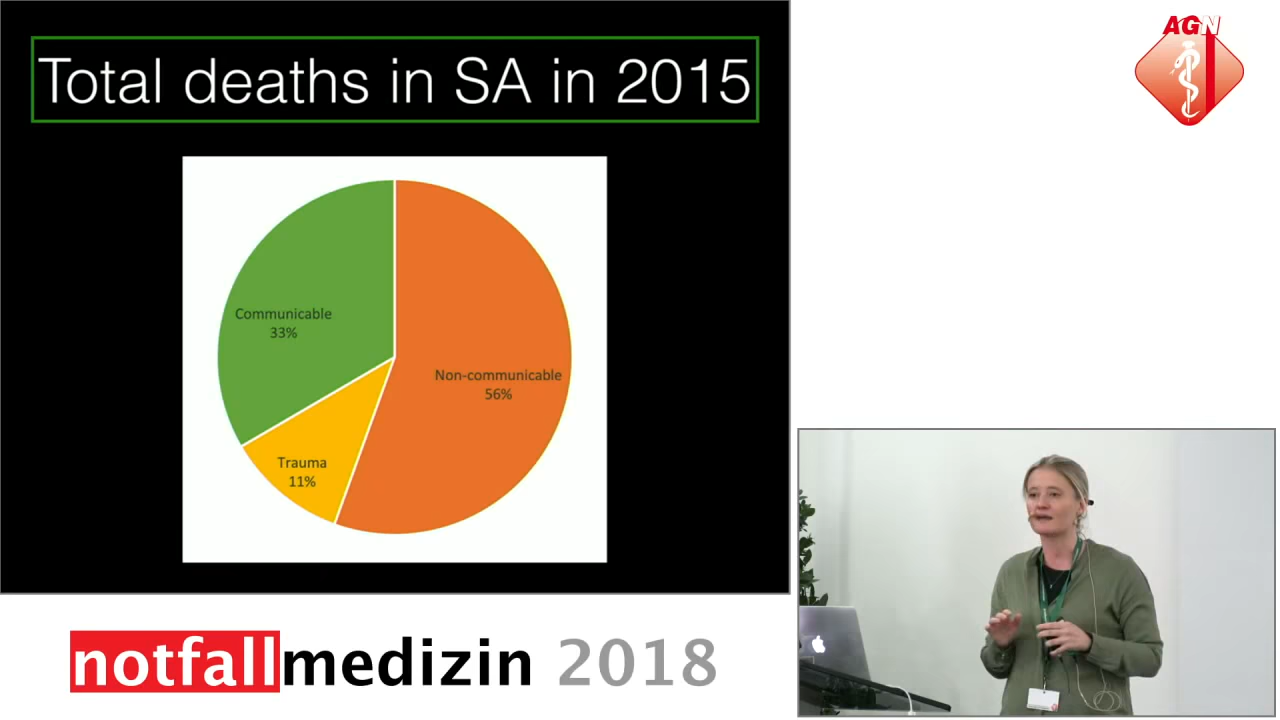 Total deaths in SA in 2015
Communicable
33%
Non-communicable
56%
Trauma
11%
AGN
notfallmedizin 2018